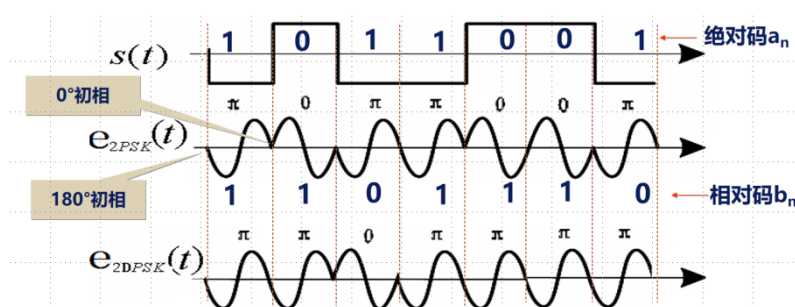 1 0 1 1 0 0 1 绝对码aₙ
s(t)
π 0 π π 0 0 π
0°初相
e₂PSK(t)
180°初相
1 1 0 1 1 1 0 相对码bₙ
π π 0 π π π π
e₂DPSK(t)